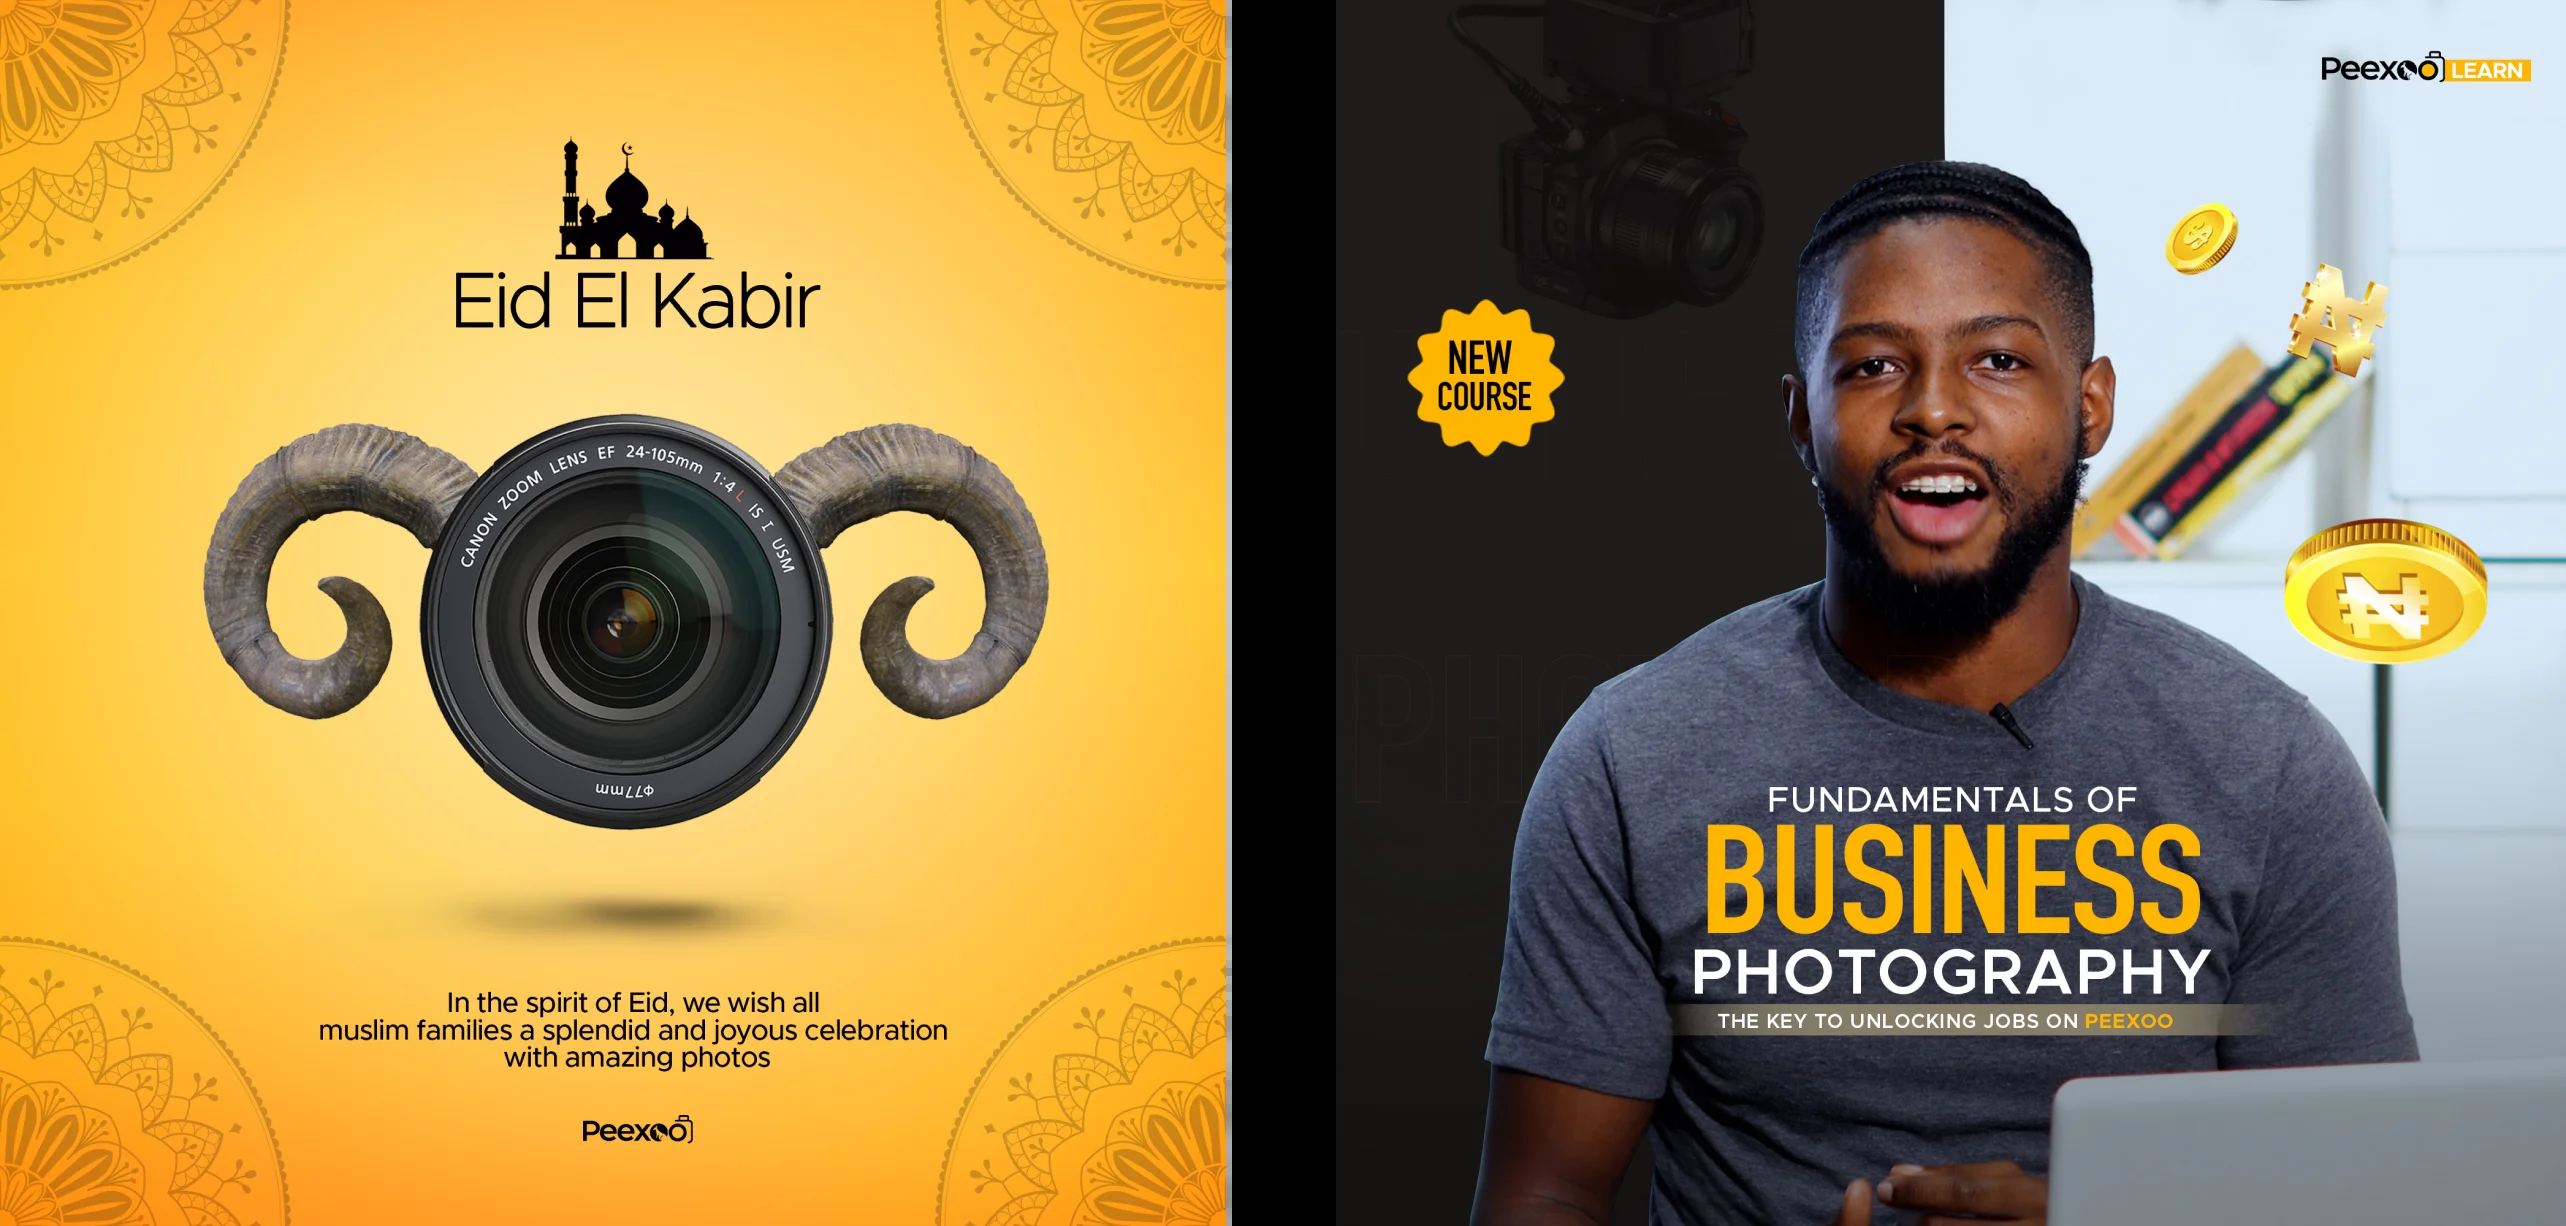 Eid El Kabir
CANON ZOOM LENS EF 24-105mm 1:4 L IS I USM
Φ77mm
In the spirit of Eid, we wish all
muslim families a splendid and joyous celebration
with amazing photos
Peexoo
Peexoo LEARN
NEW
COURSE
FUNDAMENTALS OF
BUSINESS
PHOTOGRAPHY
THE KEY TO UNLOCKING JOBS ON PEEXOO